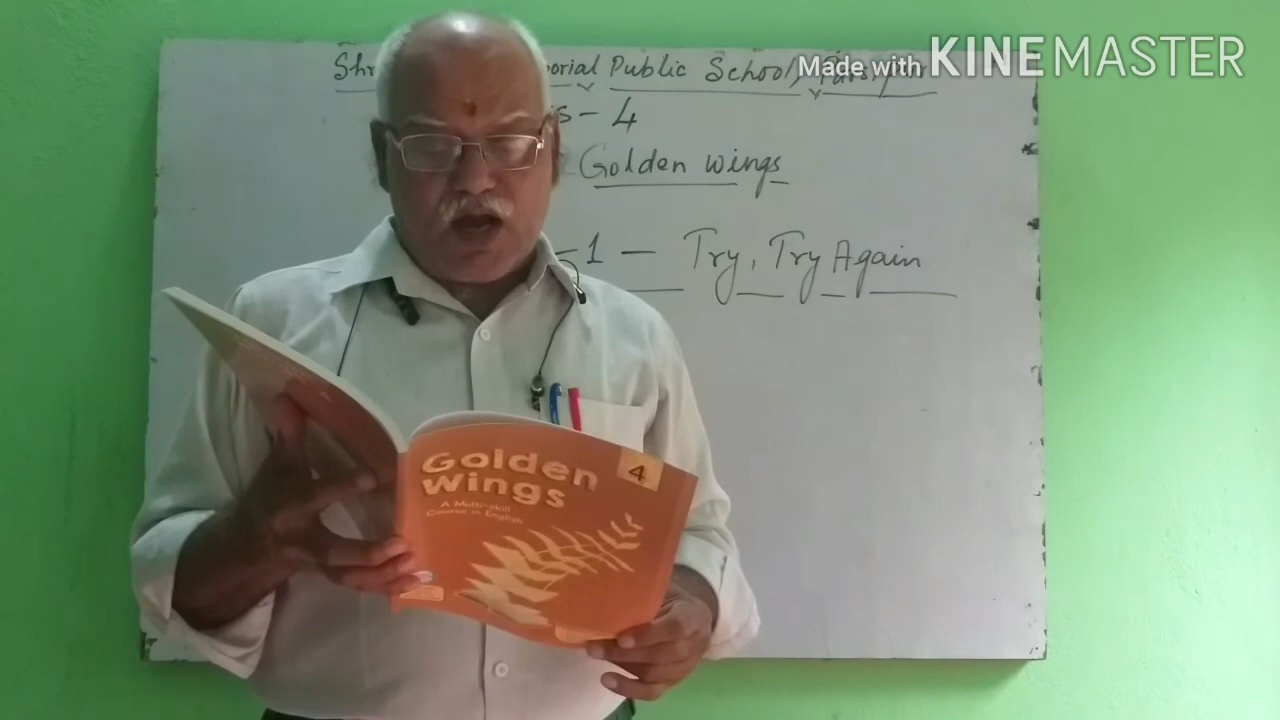 Made with KINEMASTER
Public School,
- 4
Golden wings
- 1 — Try, Try Again
Golden
Wings
4
A Multi-skill
Course in English